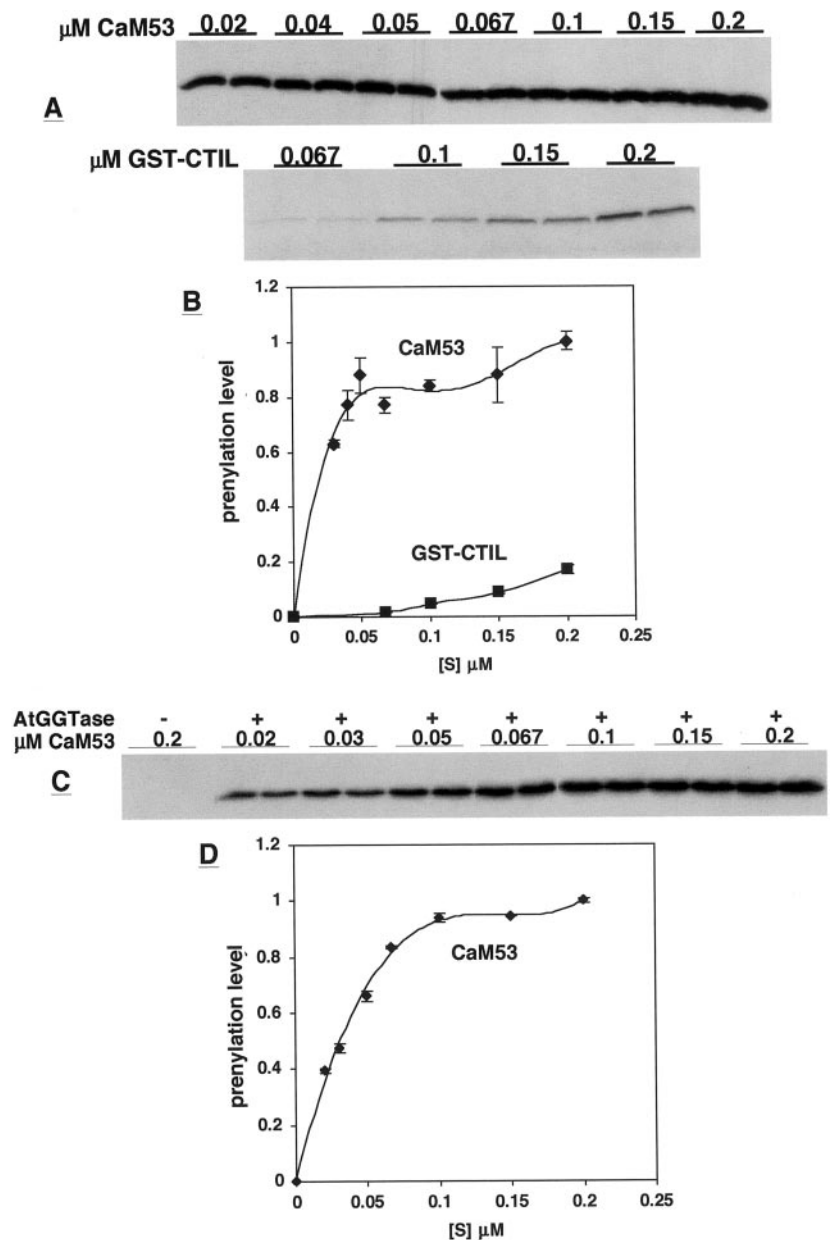 μM CaM53 0.02 0.04 0.05 0.067 0.1 0.15 0.2
A
μM GST-CTIL 0.067 0.1 0.15 0.2
B
1.2
1
0.8
0.6
0.4
0.2
0
prenylation level
CaM53
GST-CTIL
0 0.05 0.1 0.15 0.2 0.25
[S] μM
AtGGTase - + + + + + + +
μM CaM53 0.2 0.02 0.03 0.05 0.067 0.1 0.15 0.2
C
D
1.2
1
0.8
0.6
0.4
0.2
0
prenylation level
CaM53
0 0.05 0.1 0.15 0.2 0.25
[S] μM